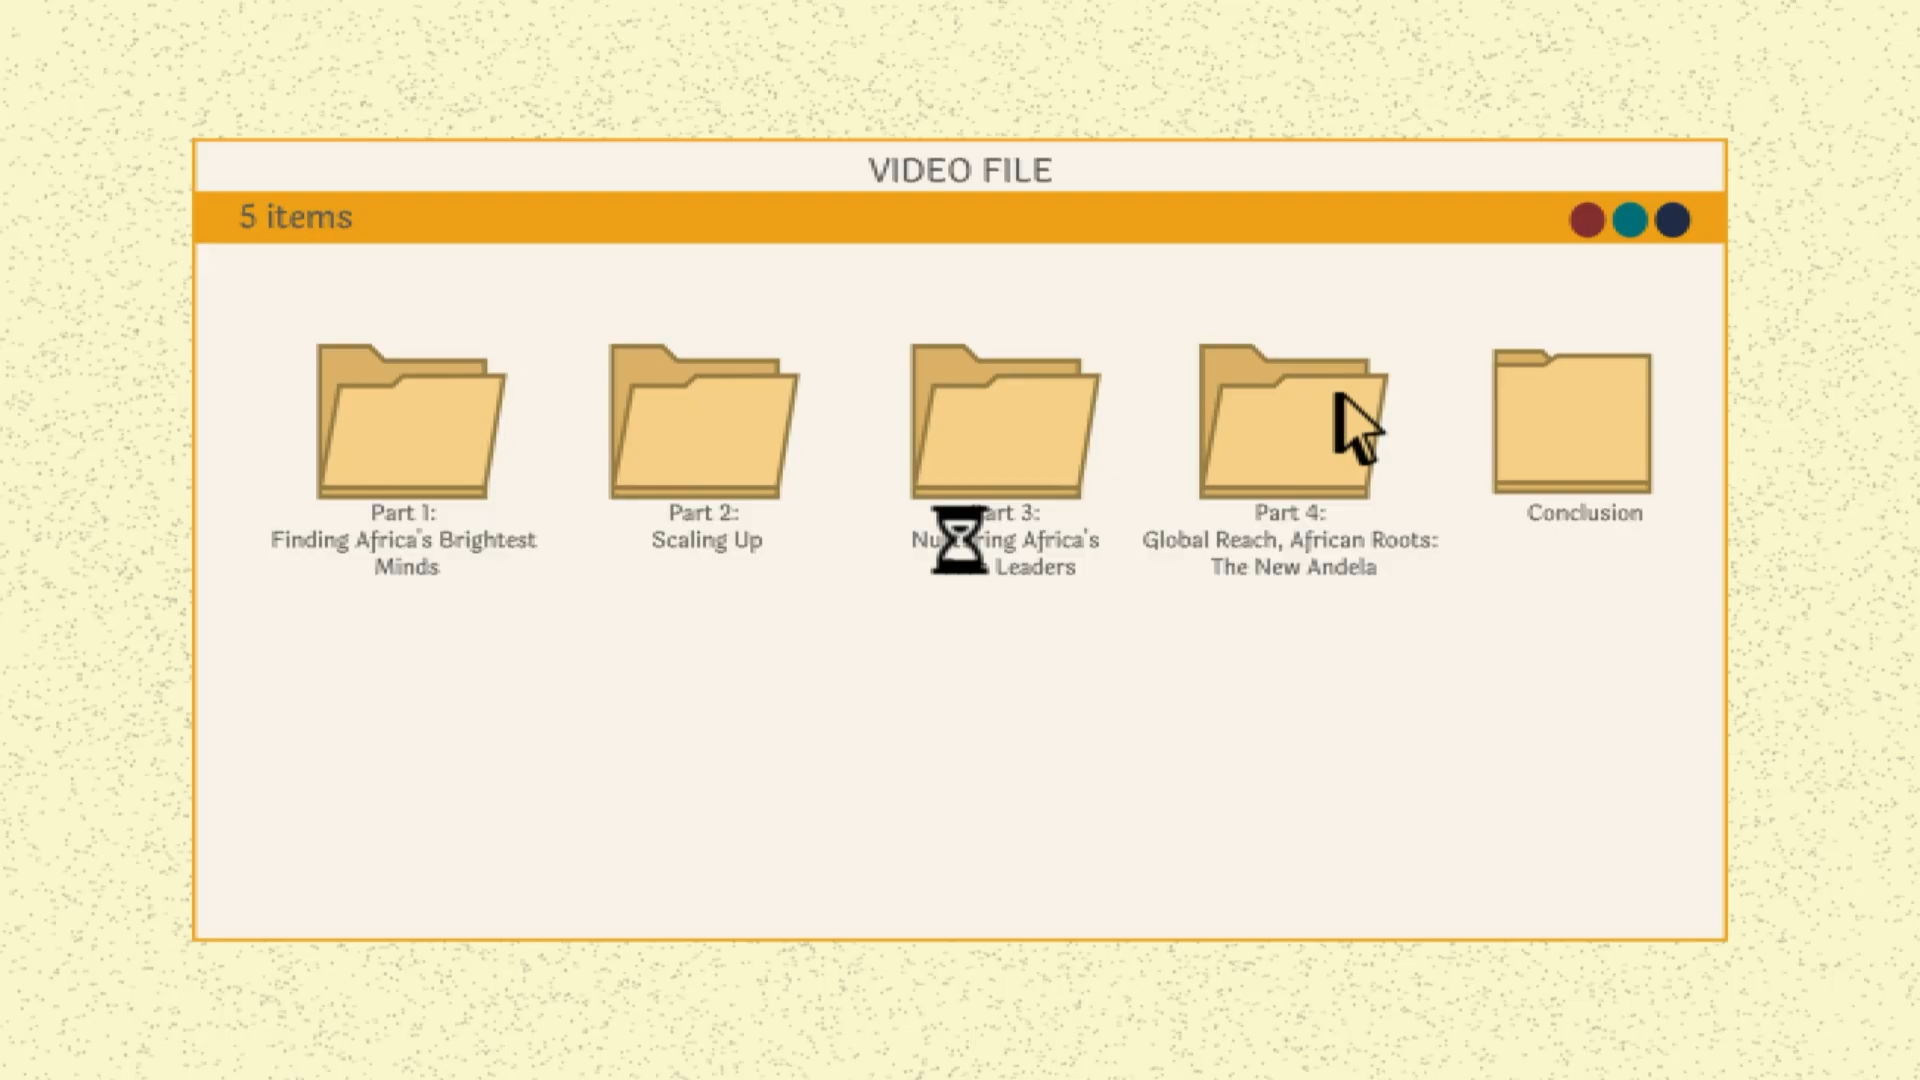 VIDEO FILE
5 items
Part 1:
Finding Africa's Brightest
Minds
Part 2:
Scaling Up
3:
Africa's
Leaders
Part 4:
Global Reach, African Roots:
The New Andela
Conclusion